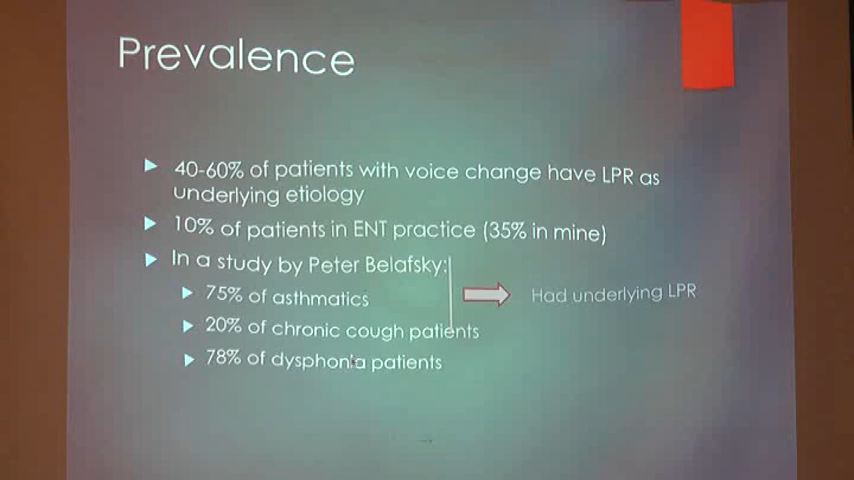 Prevalence
40-60% of patients with voice change have LPR as
underlying etiology
10% of patients in ENT practice (35% in mine)
In a study by Peter Belafsky:
75% of asthmatics
Had underlying LPR
20% of chronic cough patients
78% of dysphonia patients